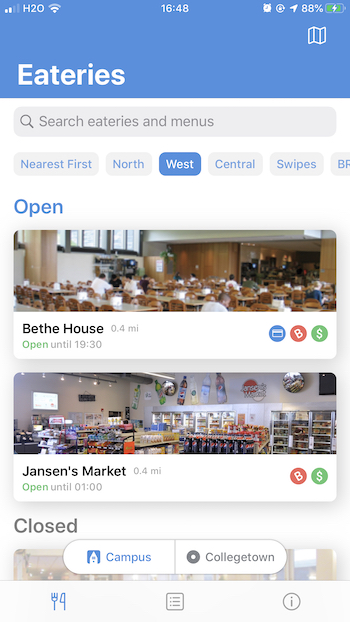 H2O 16:48 88%
Eateries
Search eateries and menus
Nearest First North West Central Swipes BR
Open
Bethe House 0.4 mi
B $
Open until 19:30
Jansen's Market 0.4 mi
B $
Open until 01:00
Closed
Campus Collegetown